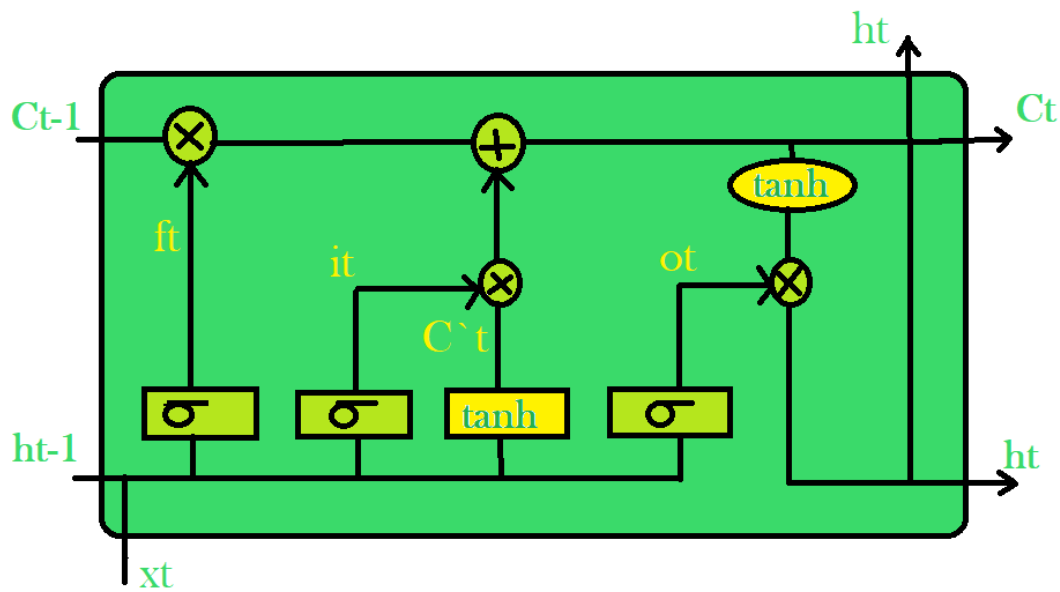 ht
Ct-1
Ct
×
+
tanh
ft
it
ot
×
×
C`t
σ
σ
tanh
σ
ht-1
ht
xt